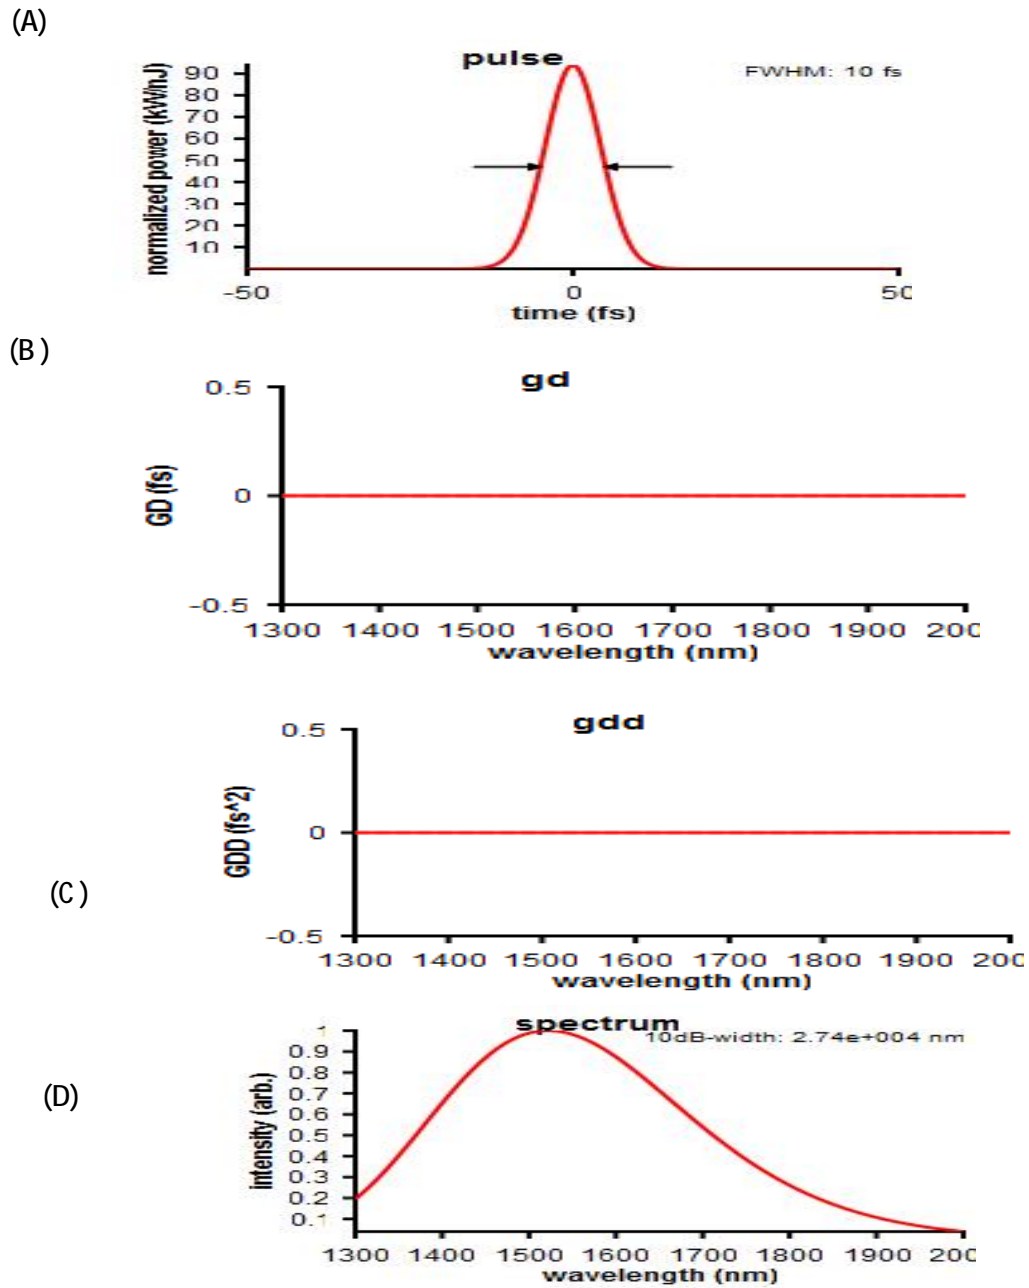 (A)
pulse
FWHM: 10 fs
normalized power (kW/nJ)
90
80
70
60
50
40
30
20
10
-50 0 50
time (fs)
(B)
gd
GD (fs)
0.5
0
-0.5
1300 1400 1500 1600 1700 1800 1900 200
wavelength (nm)
gdd
GDD (fs^2)
0.5
0
-0.5
(C)
1300 1400 1500 1600 1700 1800 1900 200
wavelength (nm)
spectrum
10dB-width: 2.74e+004 nm
(D)
intensity (arb.)
1
0.9
0.8
0.7
0.6
0.5
0.4
0.3
0.2
0.1
1300 1400 1500 1600 1700 1800 1900 200
wavelength (nm)